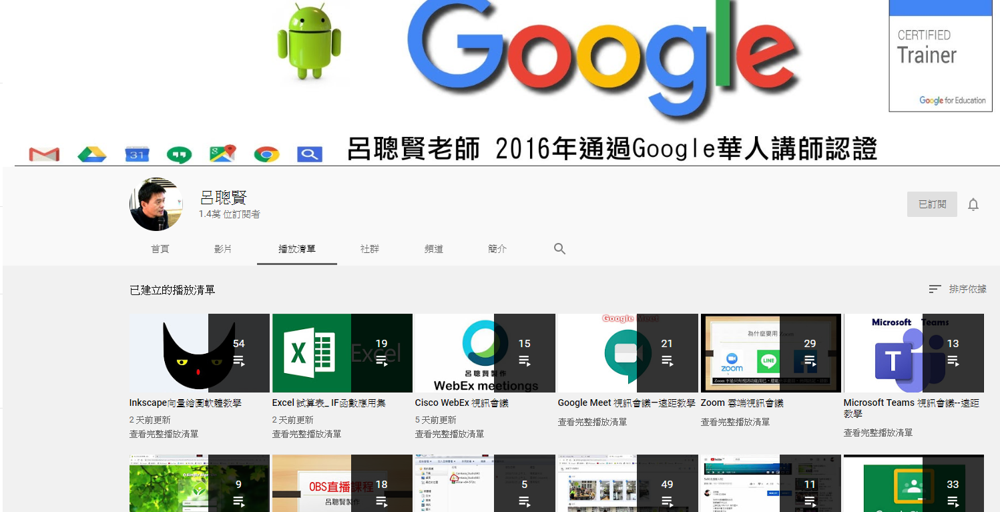 Google
CERTIFIED
Trainer
Google for Education
31
呂聰賢老師 2016年通過Google華人講師認證
呂聰賢
1.4萬 位訂閱者
已訂閱
首頁
影片
播放清單
社群
頻道
簡介
已建立的播放清單
排序依據
54
X
Excel
19
呂聰賢製作
WebEx meetiongs
15
Google Meet
21
為什麼要用 Zoom
zoom
LINE
29
Microsoft Teams
T
13
Inkscape向量繪圖軟體教學
2 天前更新
查看完整播放清單
Excel 試算表_ IF函數應用集
2 天前更新
查看完整播放清單
Cisco WebEx 視訊會議
5 天前更新
查看完整播放清單
Google Meet 視訊會議—遠距教學
查看完整播放清單
Zoom 雲端視訊會議
查看完整播放清單
Microsoft Teams 視訊會議--遠距
教學
查看完整播放清單
9
OBS直播課程
呂聰賢製作
18
5
49
YouTube
11
33